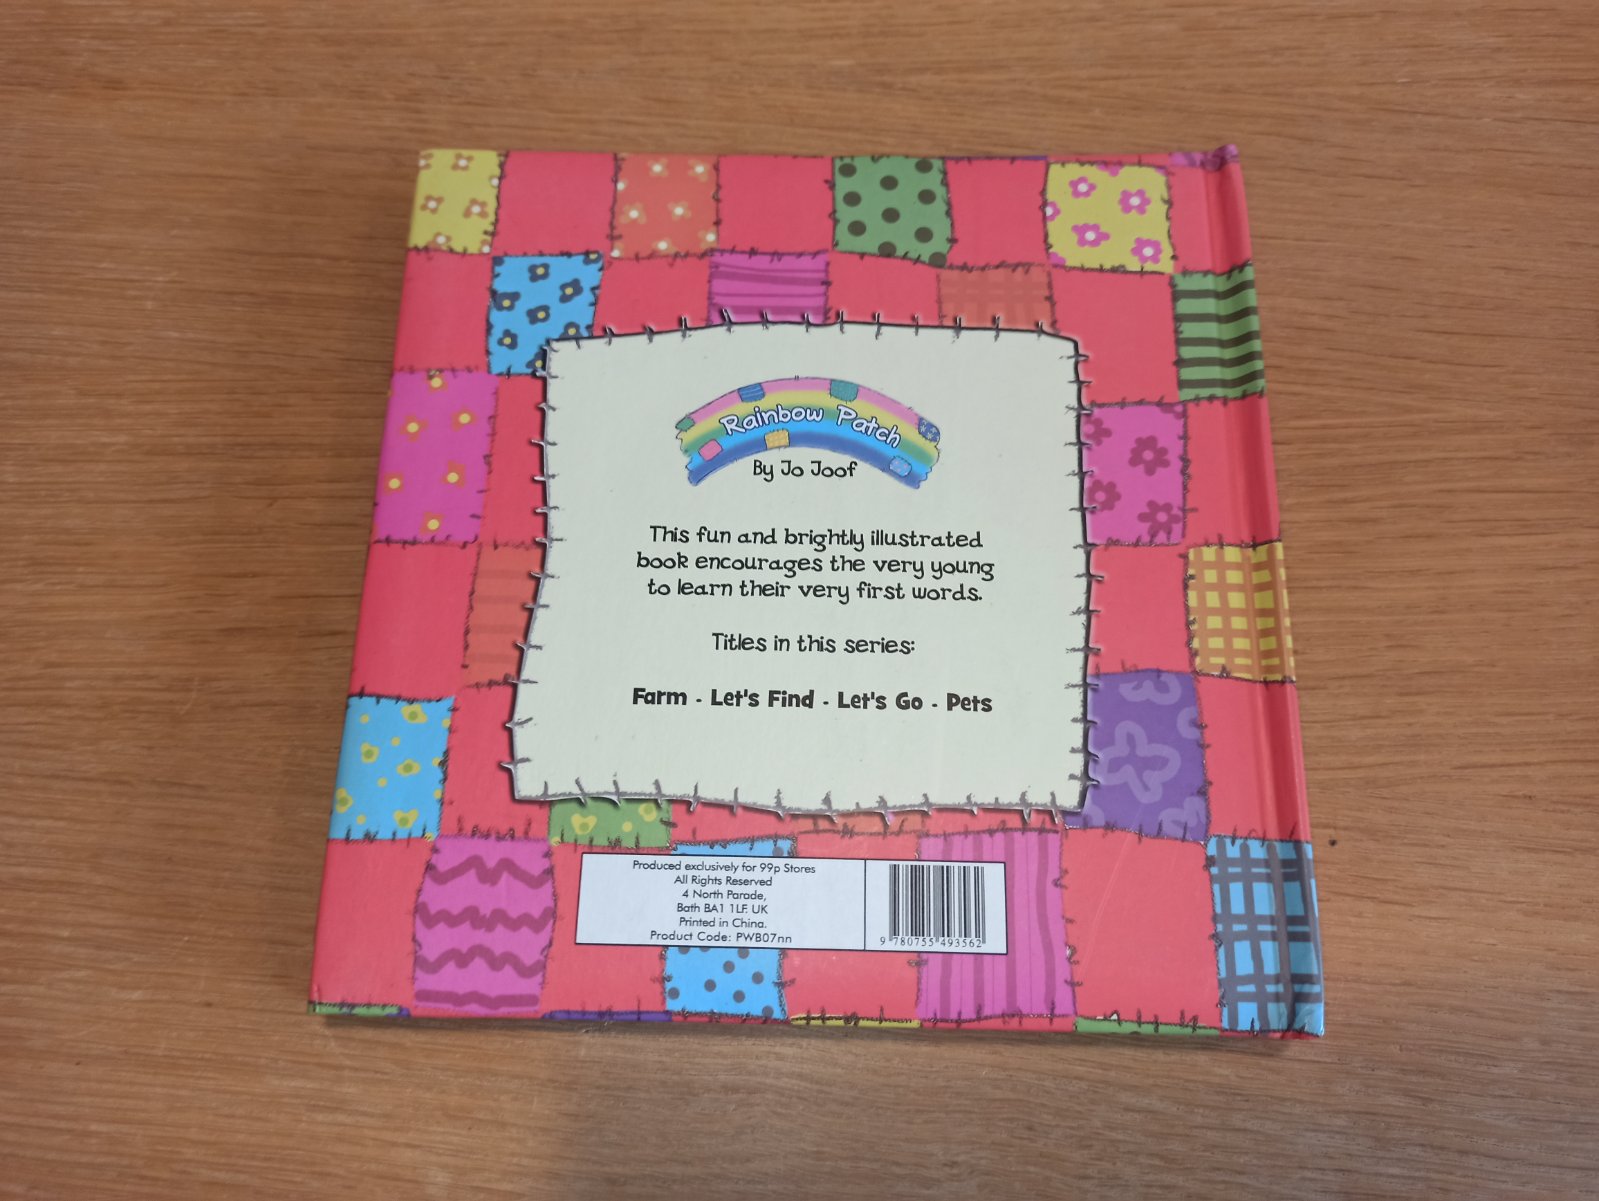 Rainbow Patch
By Jo Joof
This fun and brightly illustrated
book encourages the very young
to learn their very first words.
Titles in this series:
Farm - Let's Find - Let's Go - Pets
Produced exclusively for 99p Stores
All Rights Reserved
4 North Parade,
Bath BA1 1LF. UK
Printed in China.
Product Code: PWB07nn
9 780755 493562